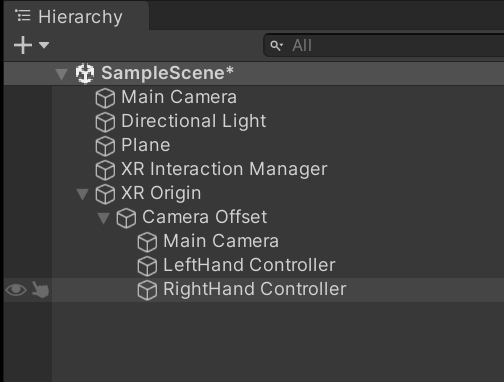 Hierarchy
All
SampleScene*
Main Camera
Directional Light
Plane
XR Interaction Manager
XR Origin
Camera Offset
Main Camera
LeftHand Controller
RightHand Controller